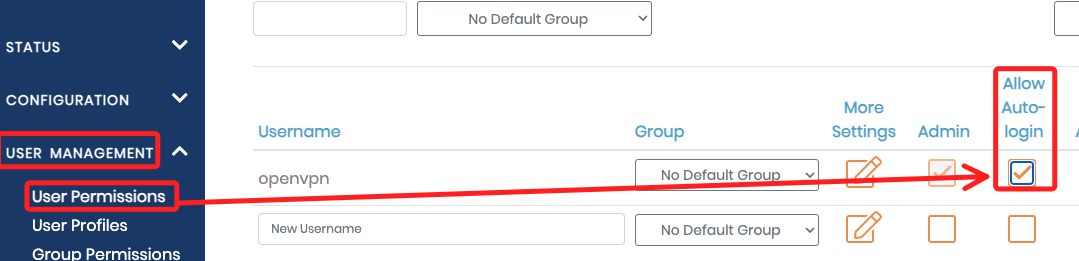 No Default Group
STATUS
CONFIGURATION
USER MANAGEMENT
User Permissions
User Profiles
Group Permissions
Username
Group
More
Settings
Admin
Allow
Auto-
login
openvpn
No Default Group
New Username
No Default Group